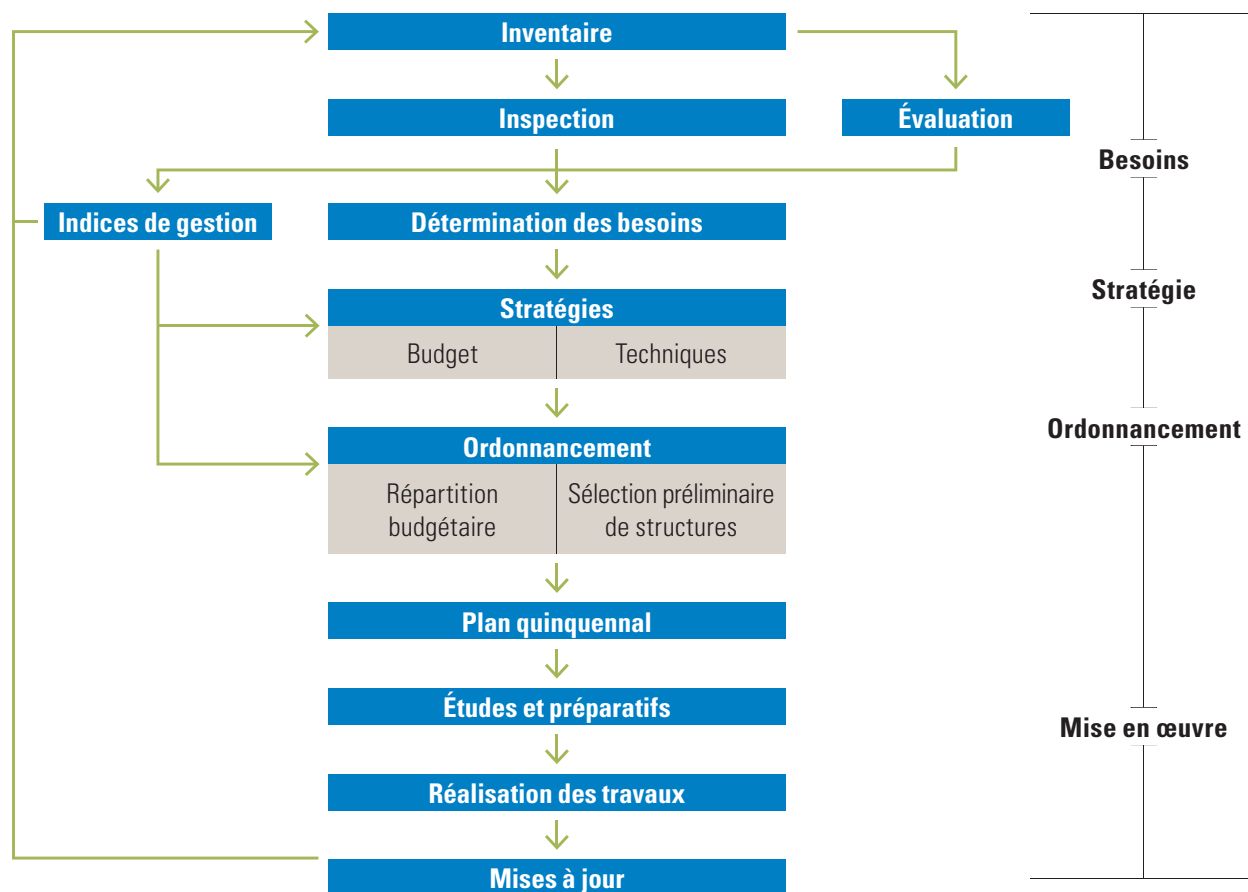 Inventaire
Inspection
Évaluation
Besoins
Indices de gestion
Détermination des besoins
Stratégies
Stratégie
Budget
Techniques
Ordonnancement
Ordonnancement
Répartition
budgétaire
Sélection préliminaire
de structures
Plan quinquennal
Études et préparatifs
Mise en œuvre
Réalisation des travaux
Mises à jour